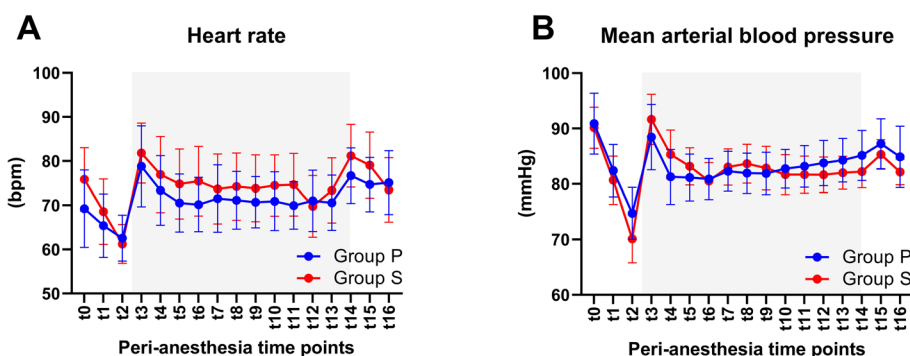 A
Heart rate
(bpm)
100
90
80
70
60
50
Group P
Group S
t0 t1 t2 t3 t4 t5 t6 t7 t8 t9 t10 t11 t12 t13 t14 t15 t16
Peri-anesthesia time points
B
Mean arterial blood pressure
(mmHg)
100
90
80
70
60
Group P
Group S
t0 t1 t2 t3 t4 t5 t6 t7 t8 t9 t10 t11 t12 t13 t14 t15 t16
Peri-anesthesia time points